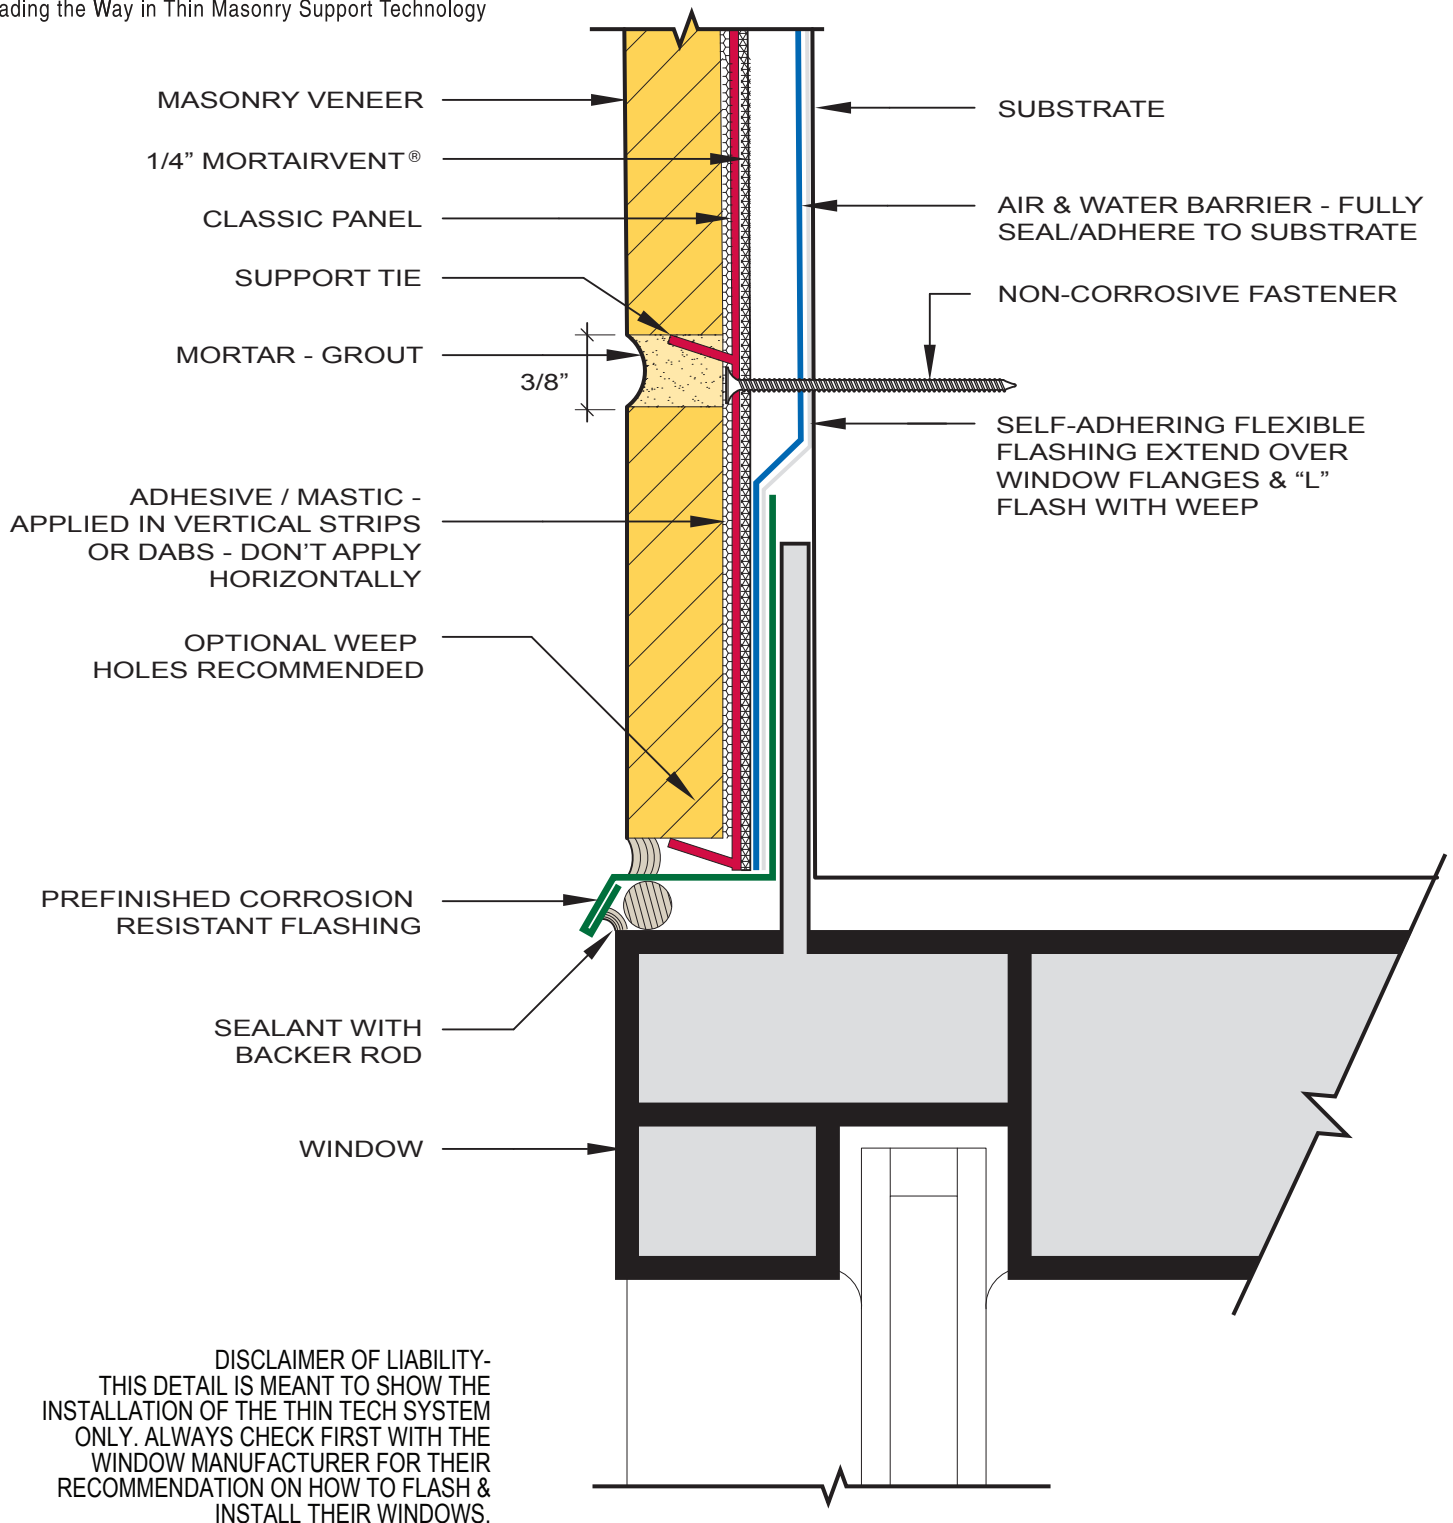 Way in Thin Masonry Support Technology
MASONRY VENEER
1/4” MORTAIRVENT®
CLASSIC PANEL
SUPPORT TIE
MORTAR - GROUT
3/8”
ADHESIVE / MASTIC -
APPLIED IN VERTICAL STRIPS
OR DABS - DON’T APPLY
HORIZONTALLY
OPTIONAL WEEP
HOLES RECOMMENDED
PREFINISHED CORROSION
RESISTANT FLASHING
SEALANT WITH
BACKER ROD
WINDOW
SUBSTRATE
AIR & WATER BARRIER - FULLY
SEAL/ADHERE TO SUBSTRATE
NON-CORROSIVE FASTENER
SELF-ADHERING FLEXIBLE
FLASHING EXTEND OVER
WINDOW FLANGES & “L”
FLASH WITH WEEP
DISCLAIMER OF LIABILITY-
THIS DETAIL IS MEANT TO SHOW THE
INSTALLATION OF THE THIN TECH SYSTEM
ONLY. ALWAYS CHECK FIRST WITH THE
WINDOW MANUFACTURER FOR THEIR
RECOMMENDATION ON HOW TO FLASH &
INSTALL THEIR WINDOWS.